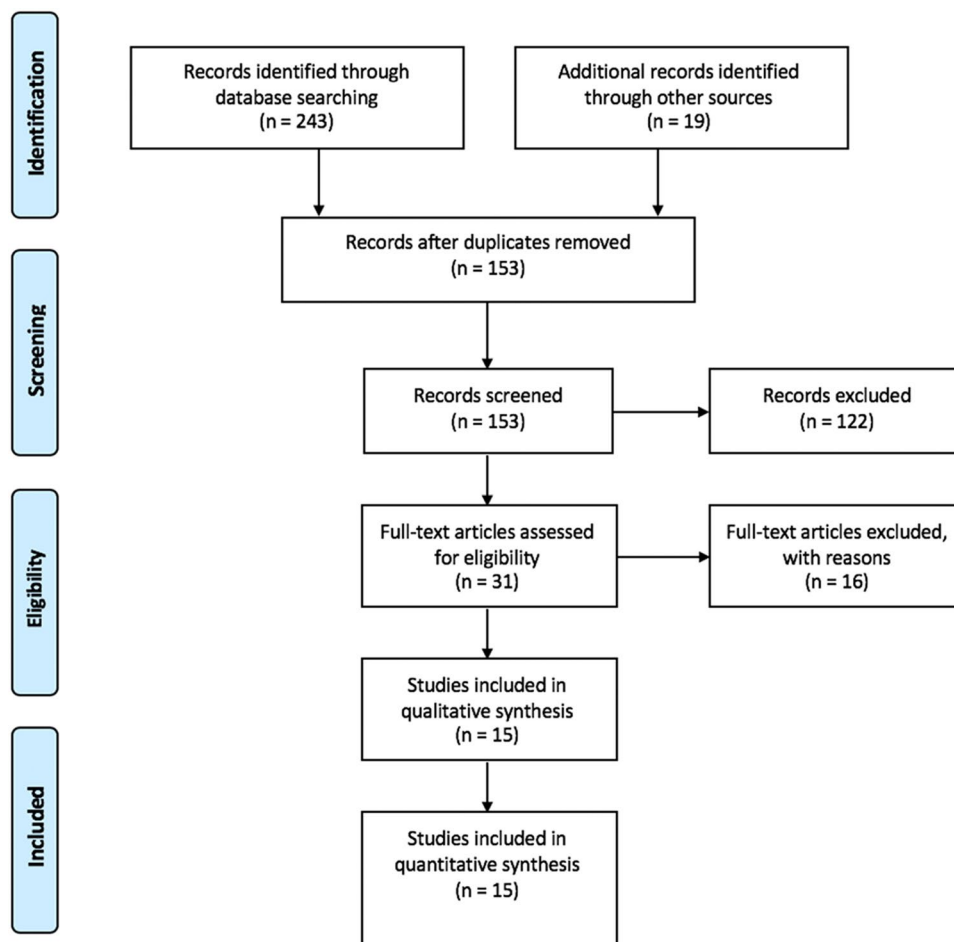 Identification
Records identified through
database searching
(n = 243)
Additional records identified
through other sources
(n = 19)
Screening
Records after duplicates removed
(n = 153)
Records screened
(n = 153)
Records excluded
(n = 122)
Eligibility
Full-text articles assessed
for eligibility
(n = 31)
Full-text articles excluded,
with reasons
(n = 16)
Studies included in
qualitative synthesis
(n = 15)
Included
Studies included in
quantitative synthesis
(n = 15)